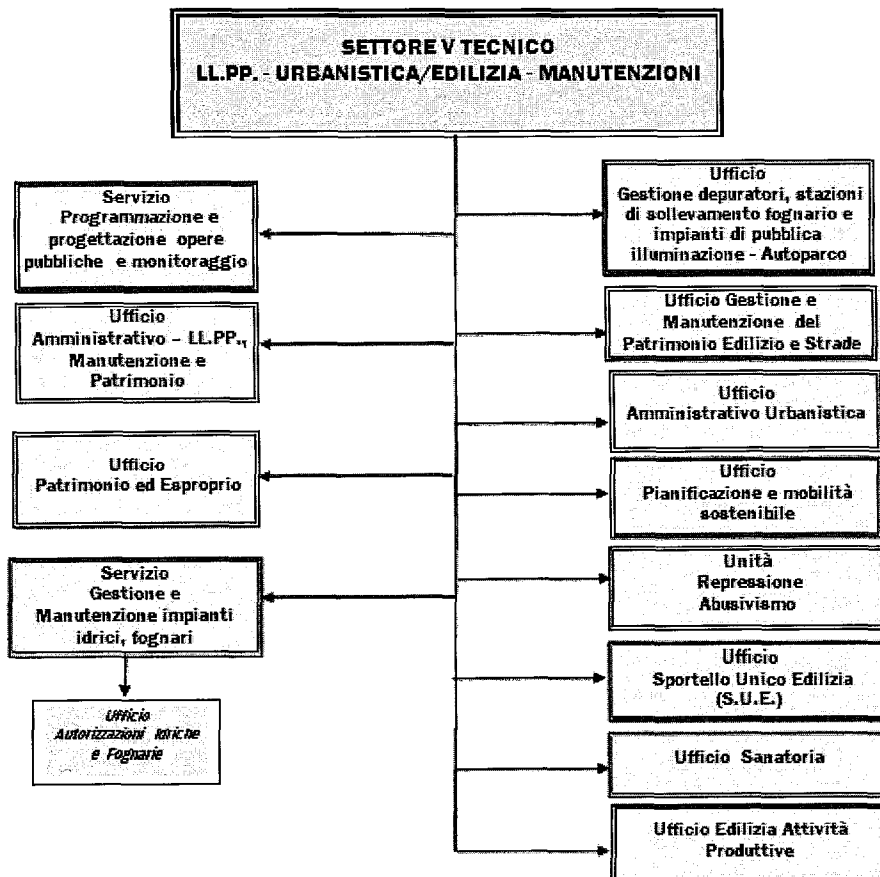 SETTORE V TECNICO
LL.PP. - URBANISTICA/EDILIZIA - MANUTENZIONI
Servizio
Programmazione e
progettazione opere
pubbliche e monitoraggio
Ufficio
Amministrativo – LL.PP.,
Manutenzione e
Patrimonio
Ufficio
Patrimonio ed Esproprio
Servizio
Gestione e
Manutenzione impianti
idrici, fognari
Ufficio
Autorizzazioni Idriche
e Fognarie
Ufficio
Gestione depuratori, stazioni
di sollevamento fognario e
impianti di pubblica
illuminazione - Autoparco
Ufficio Gestione e
Manutenzione del
Patrimonio Edilizio e Strade
Ufficio
Amministrativo Urbanistica
Ufficio
Pianificazione e mobilità
sostenibile
Unità
Repressione
Abusivismo
Ufficio
Sportello Unico Edilizia
(S.U.E.)
Ufficio Sanatoria
Ufficio Edilizia Attività
Produttive